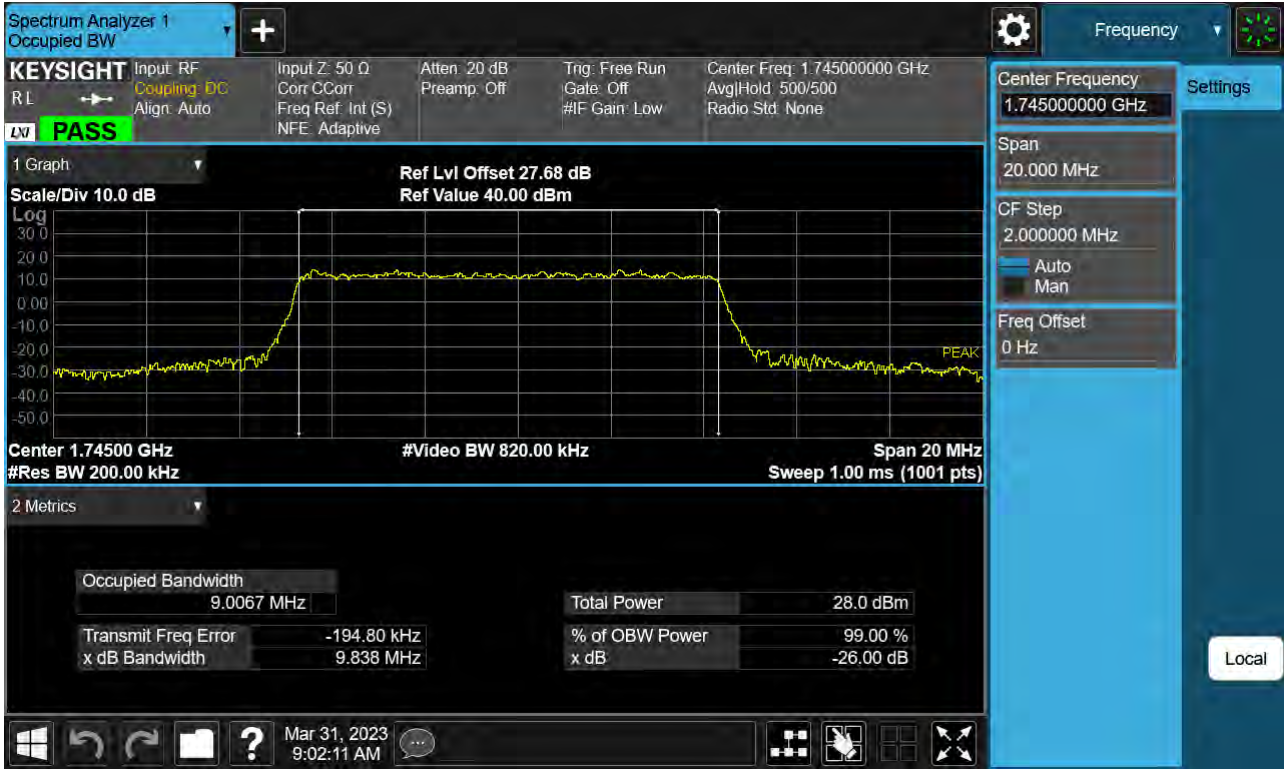 Spectrum Analyzer 1
Occupied BW
Frequency
KEYSIGHT
R L
LXI
PASS
Input: RF
Coupling: DC
Align: Auto
Input Z: 50 Ω
Corr CCorr
Freq Ref: Int (S)
NFE: Adaptive
Atten: 20 dB
Preamp: Off
Trig: Free Run
Gate: Off
#IF Gain: Low
Center Freq: 1.745000000 GHz
Avg|Hold: 500/500
Radio Std: None
1 Graph
Scale/Div 10.0 dB
Ref Lvl Offset 27.68 dB
Ref Value 40.00 dBm
Log
30.0
20.0
10.0
0.00
-10.0
-20.0
-30.0
-40.0
-50.0
PEAK
Center 1.74500 GHz
#Res BW 200.00 kHz
#Video BW 820.00 kHz
Span 20 MHz
Sweep 1.00 ms (1001 pts)
2 Metrics
Occupied Bandwidth
9.0067 MHz
Transmit Freq Error -194.80 kHz
x dB Bandwidth 9.838 MHz
Total Power 28.0 dBm
% of OBW Power 99.00 %
x dB -26.00 dB
Center Frequency
1.745000000 GHz
Span
20.000 MHz
CF Step
2.000000 MHz
Auto
Man
Freq Offset
0 Hz
Settings
Local
?
Mar 31, 2023
9:02:11 AM